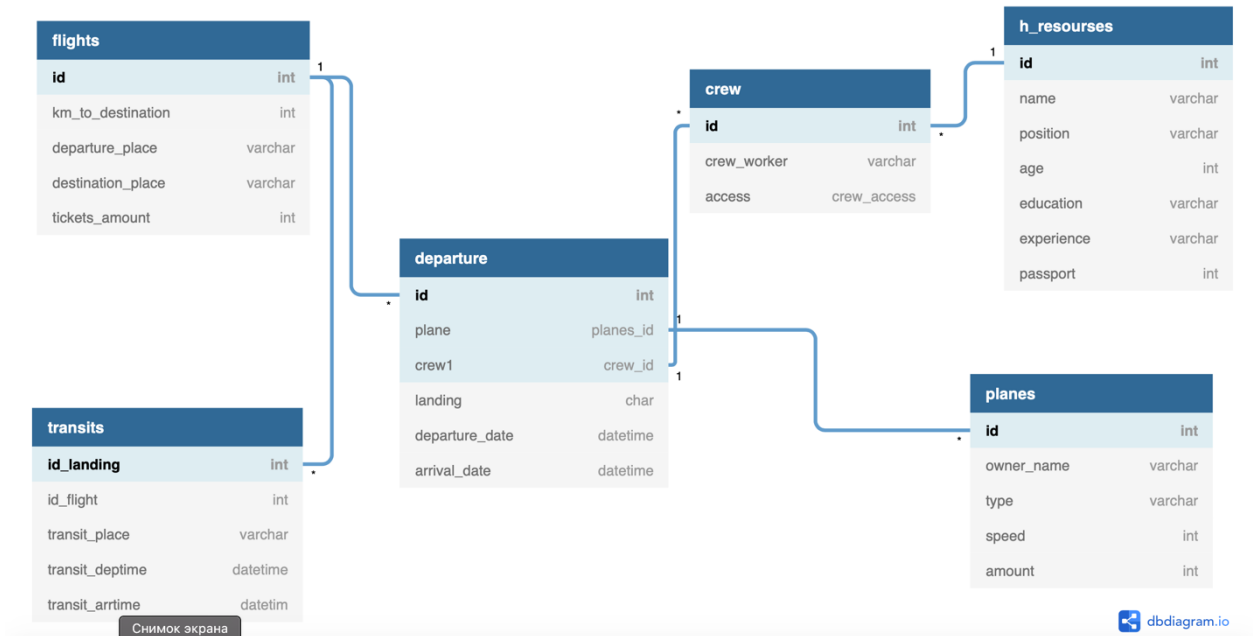 flights
id int
km_to_destination int
departure_place varchar
destination_place varchar
tickets_amount int
1
*
transits
id_landing int
id_flight int
transit_place varchar
transit_deptime datetime
transit_arrtime datetim
*
departure
id int
plane planes_id
crew1 crew_id
landing char
departure_date datetime
arrival_date datetime
1
1
crew
id int
crew_worker varchar
access crew_access
*
*
h_resourses
id int
name varchar
position varchar
age int
education varchar
experience varchar
passport int
1
planes
id int
owner_name varchar
type varchar
speed int
amount int
*
Снимок экрана
dbdiagram.io